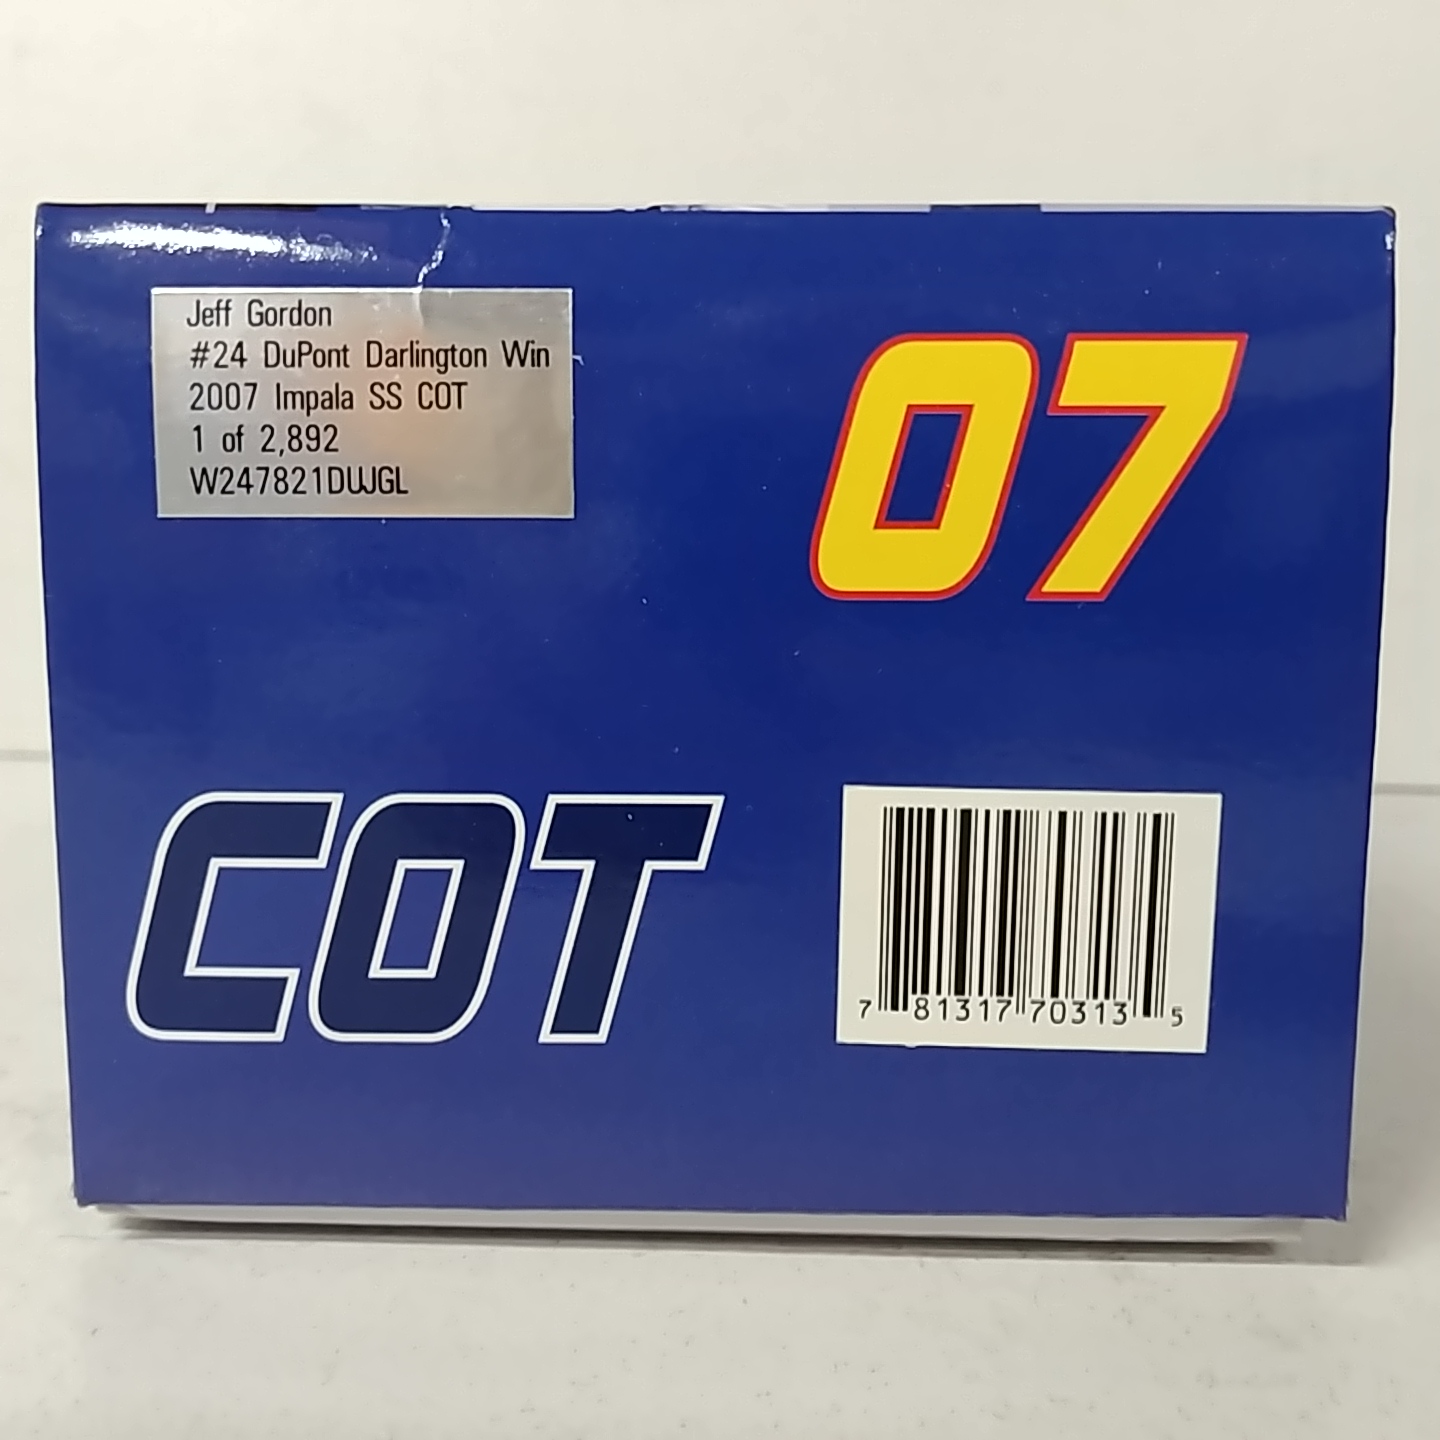 Jeff Gordon
#24 DuPont Darlington Win
2007 Impala SS COT
1 of 2,892
W247821DWJGL
07
COT
7 81317 70313 5